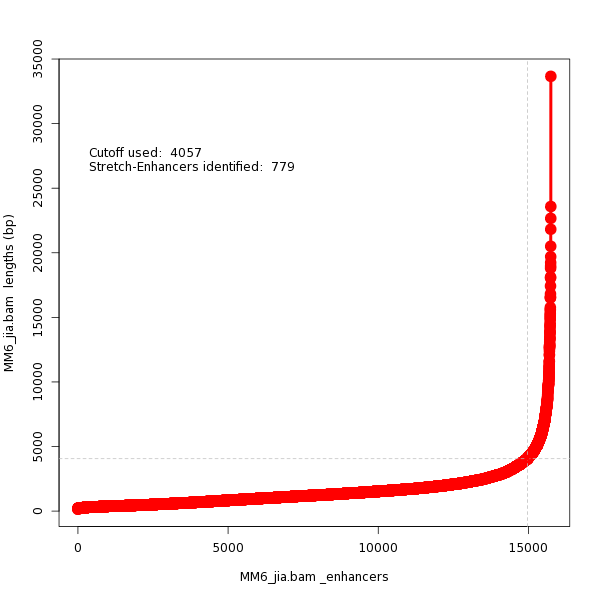 35000
30000
25000
20000
15000
10000
5000
0
MM6_jia.bam  lengths (bp)
Cutoff used:  4057
Stretch-Enhancers identified:  779
0 5000 10000 15000
MM6_jia.bam _enhancers